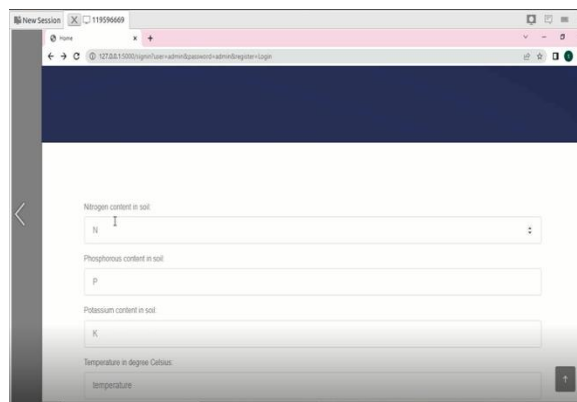 New Session
119596669
Home
127.0.0.1:5000/signin?user=admin&password=admin&register=Login
Nitrogen content in soil:
N
Phosphorous content in soil:
P
Potassium content in soil:
K
Temperature in degree Celsius:
temperature